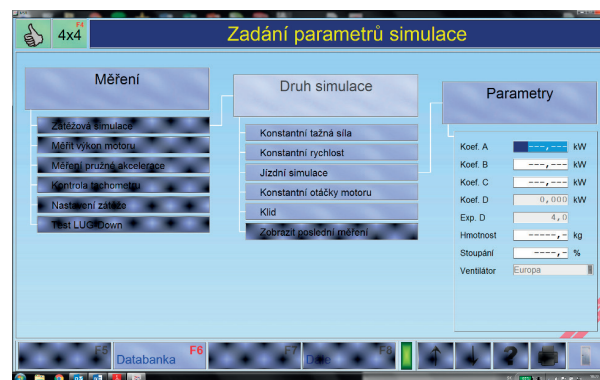 F4
4x4
Zadání parametrů simulace
Měření
Zátěžová simulace
Měřit výkon motoru
Měření pružné akcelerace
Kontrola tachometru
Nastavení zátěže
Test LUG-Down
Druh simulace
Konstantní tažná síla
Konstantní rychlost
Jízdní simulace
Konstantní otáčky motoru
Klid
Zobrazit poslední měření
Parametry
Koef. A ---,--- kW
Koef. B ---,--- kW
Koef. C ---,--- kW
Koef. D 0,000 kW
Exp. D 4,0
Hmotnost -----,- kg
Stoupání ----,- %
Ventilátor Europa
F5
Databanka F6
F7
F8
?